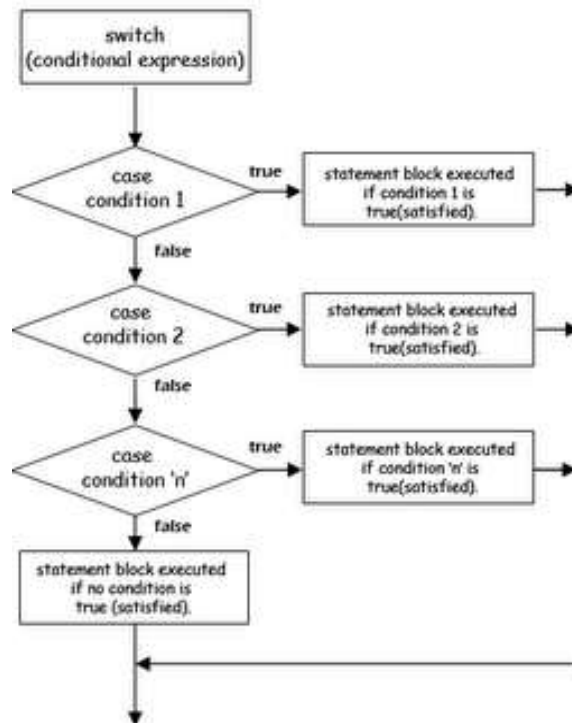 switch
(conditional expression)
case
condition 1
true
statement block executed
if condition 1 is
true(satisfied).
false
case
condition 2
true
statement block executed
if condition 2 is
true(satisfied).
false
case
condition 'n'
true
statement block executed
if condition 'n' is
true(satisfied).
false
statement block executed
if no condition is
true (satisfied).